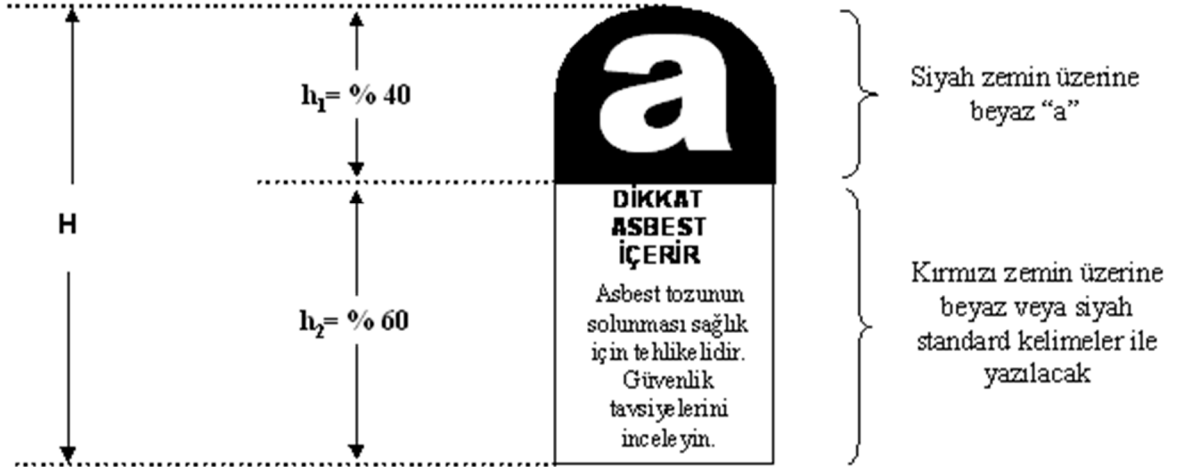 H
h1= % 40
h2= % 60
a
DİKKAT
ASBEST
İÇERİR
Asbest tozunun
solunması sağlık
için tehlikelidir.
Güvenlik
tavsiyelerini
inceleyin.
Siyah zemin üzerine
beyaz “a”
Kırmızı zemin üzerine
beyaz veya siyah
standard kelimeler ile
yazılacak